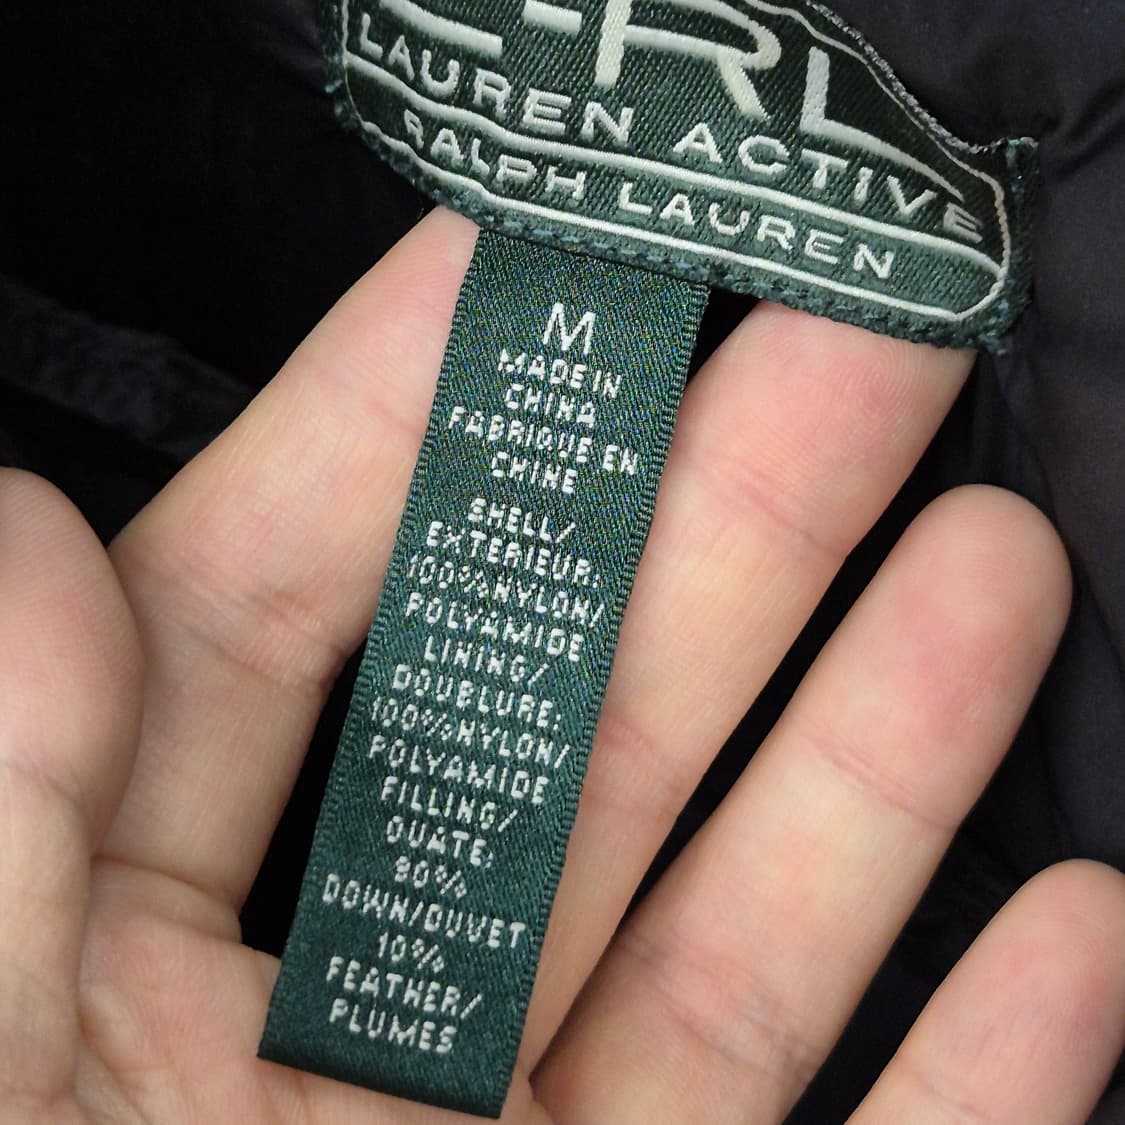 L-RL
LAUREN ACTIVE
RALPH LAUREN
M
MADE IN
CHINA
FABRIQUE EN
CHINE
SHELL/
EXTERIEUR:
100% NYLON/
POLYAMIDE
LINING/
DOUBLURE:
100% NYLON/
POLYAMIDE
FILLING/
OUATE:
90%
DOWN/DUVET
10%
FEATHER/
PLUMES